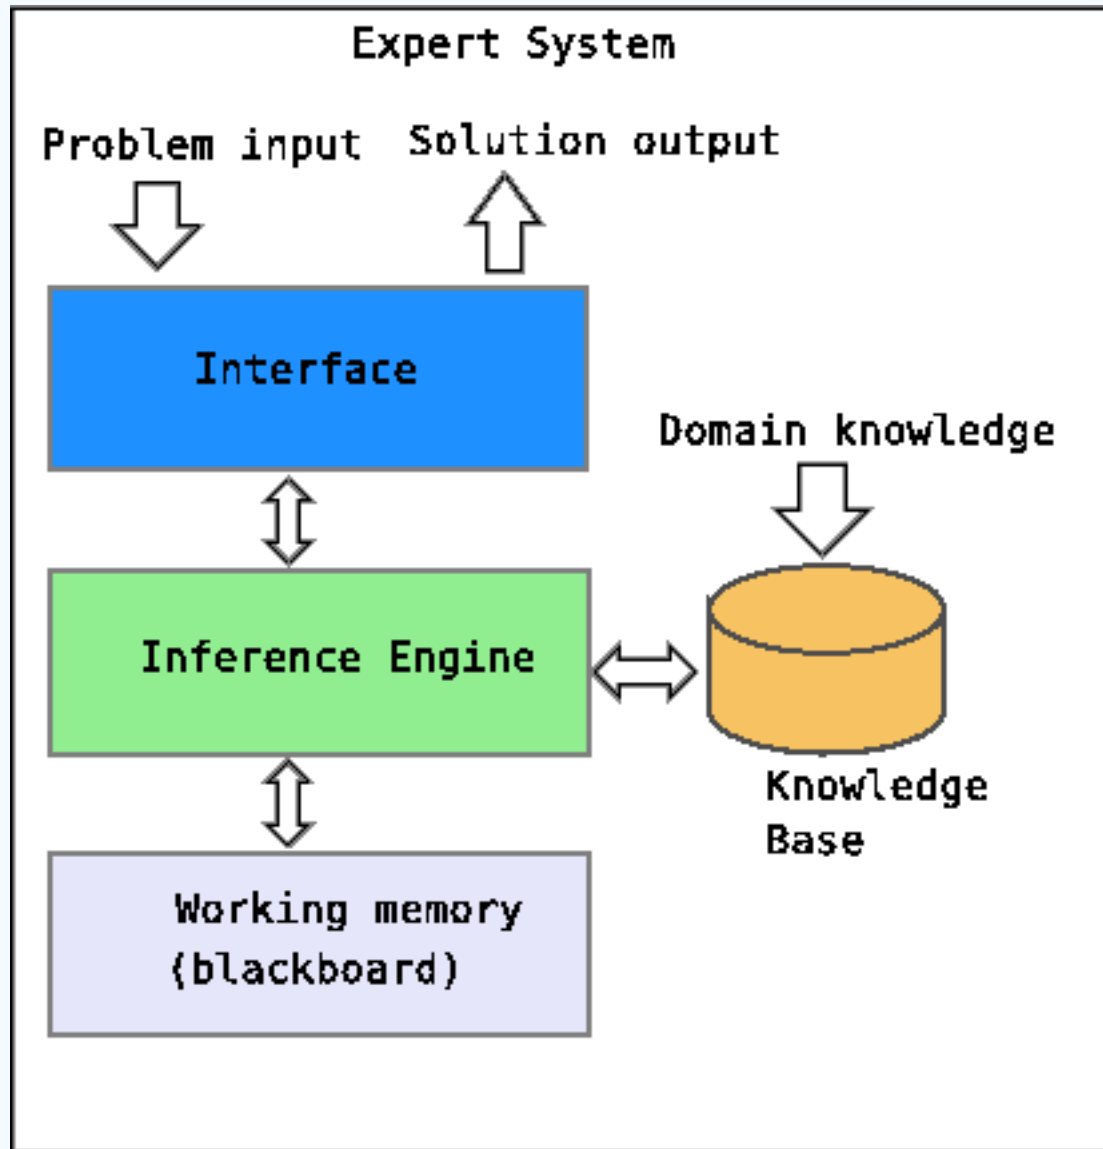 Expert System
Problem input
Solution output
Interface
Domain knowledge
Inference Engine
Knowledge
Base
Working memory
(blackboard)